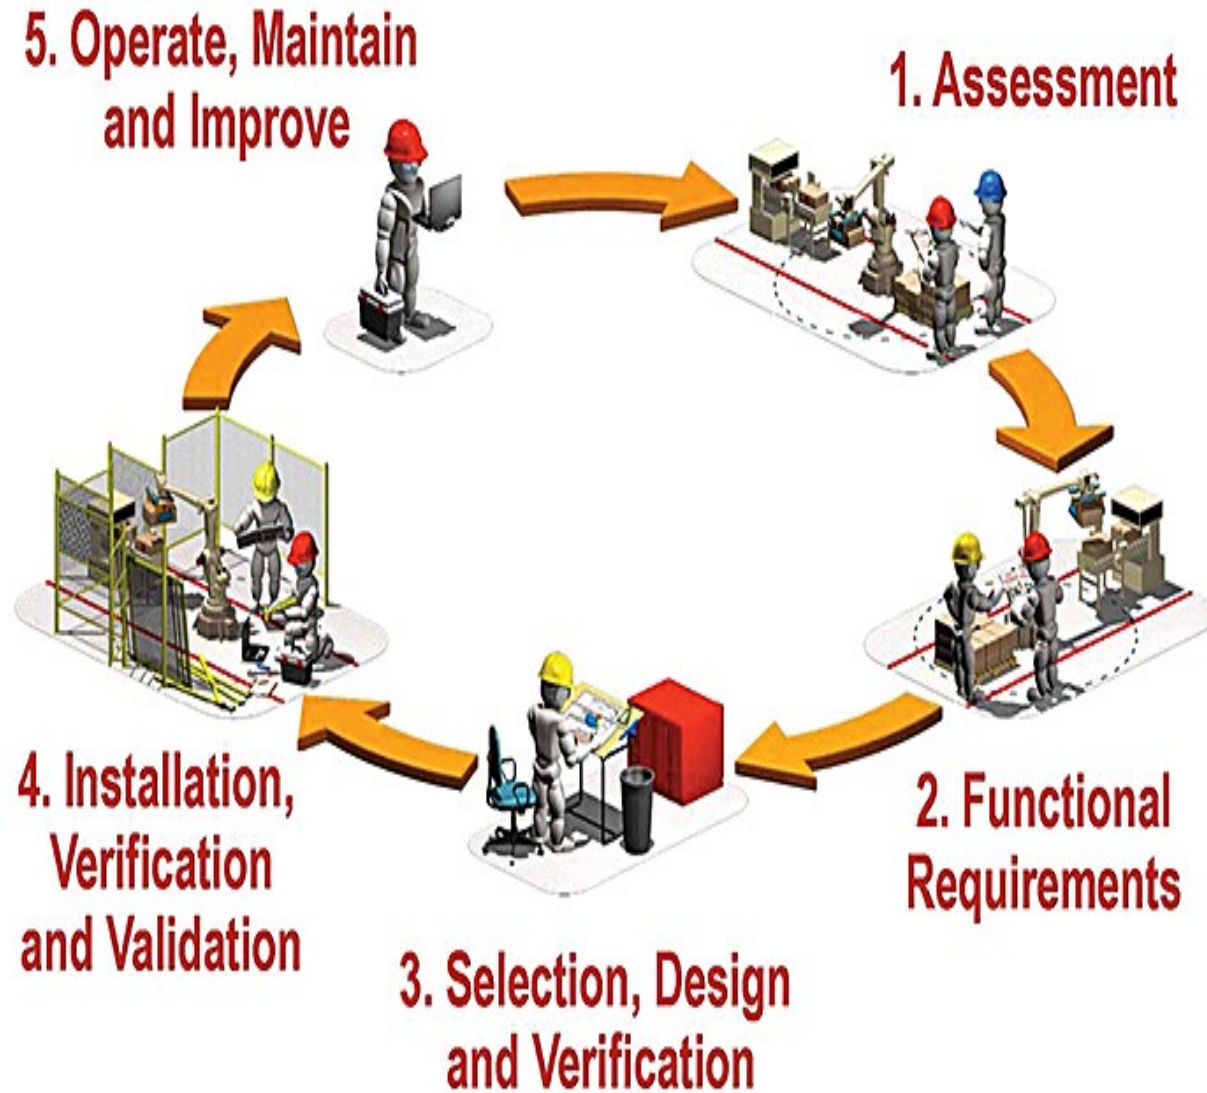 5. Operate, Maintain
and Improve
1. Assessment
2. Functional
Requirements
3. Selection, Design
and Verification
4. Installation,
Verification
and Validation